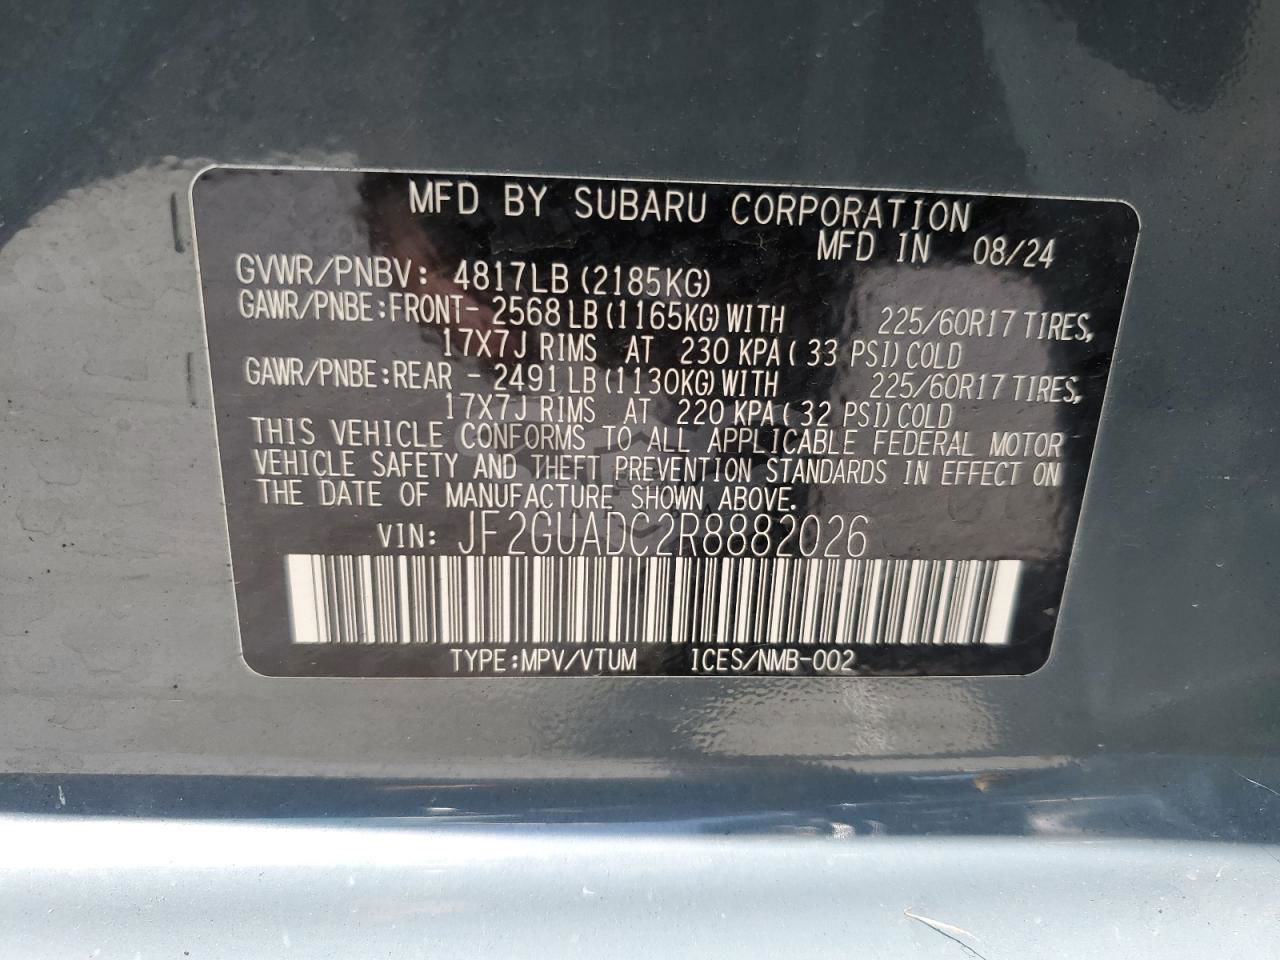 MFD BY SUBARU CORPORATION
MFD IN 08/24
GVWR/PNBV: 4817LB (2185KG)
GAWR/PNBE:FRONT- 2568 LB (1165KG) WITH 225/60R17 TIRES,
17X7J RIMS AT 230 KPA ( 33 PSI) COLD
GAWR/PNBE:REAR - 2491 LB (1130KG) WITH 225/60R17 TIRES,
17X7J RIMS AT 220 KPA ( 32 PSI) COLD
THIS VEHICLE CONFORMS TO ALL APPLICABLE FEDERAL MOTOR
VEHICLE SAFETY AND THEFT PREVENTION STANDARDS IN EFFECT ON
THE DATE OF MANUFACTURE SHOWN ABOVE.
VIN: JF2GUADC2R8882026
TYPE:MPV/VTUM ICES/NMB-002